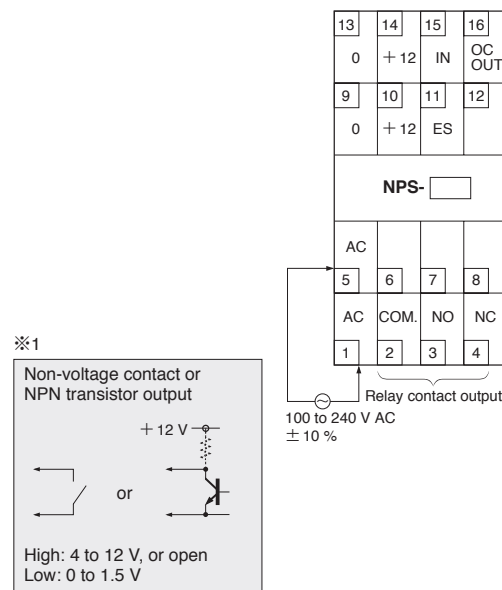 13 14 15 16
0 +12 IN OC OUT
9 10 11 12
0 +12 ES
NPS-
AC
5 6 7 8
AC COM. NO NC
1 2 3 4
Relay contact output
100 to 240 V AC
±10 %
※1
Non-voltage contact or
NPN transistor output
+12 V
or
High: 4 to 12 V, or open
Low: 0 to 1.5 V